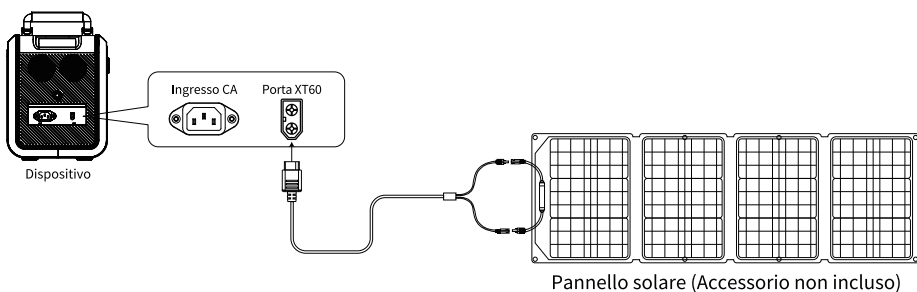 Ingresso CA
Porta XT60
Dispositivo
Pannello solare (Accessorio non incluso)